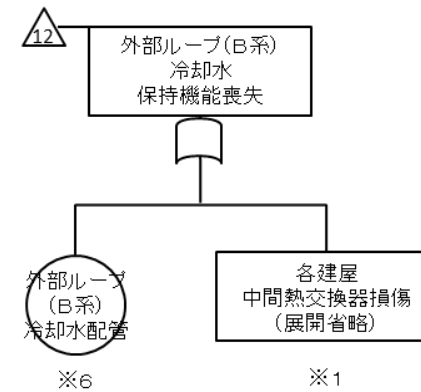 12
外部ループ(B系)
冷却水
保持機能喪失
外部ループ
(B系)
冷却水配管
※6
各建屋
中間熱交換器損傷
(展開省略)
※1